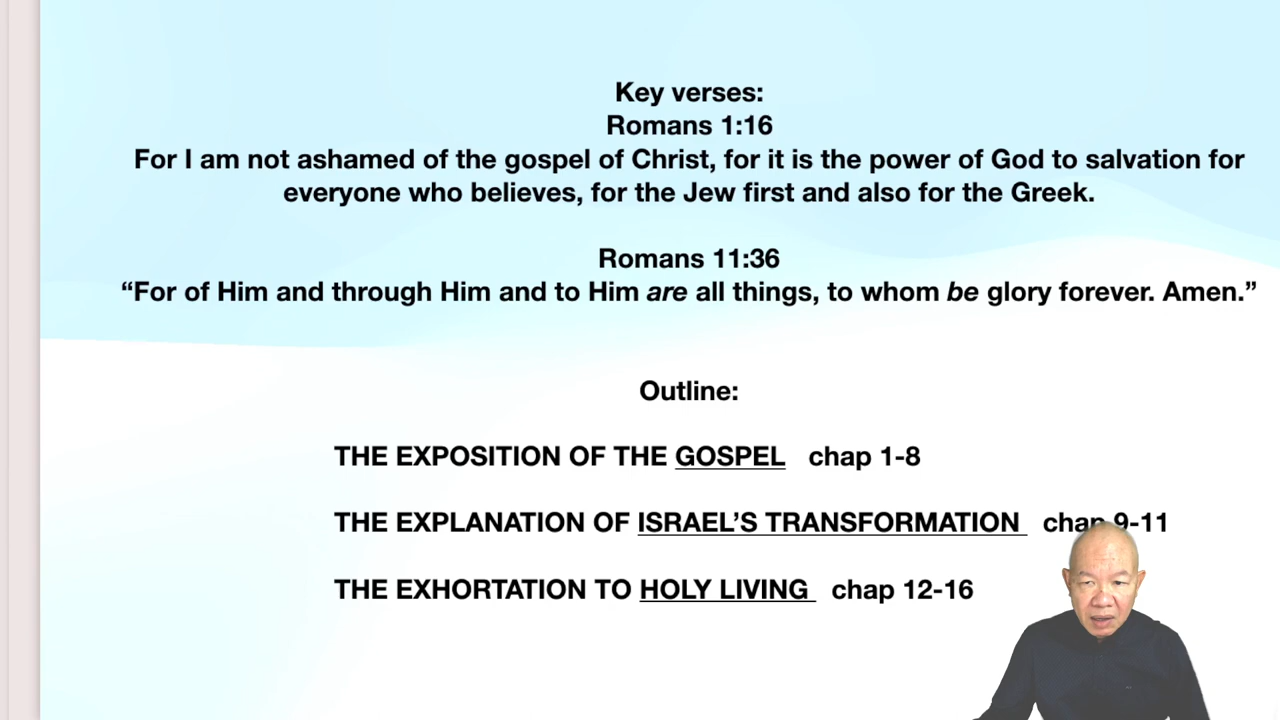 Key verses:
Romans 1:16
For I am not ashamed of the gospel of Christ, for it is the power of God to salvation for
everyone who believes, for the Jew first and also for the Greek.
Romans 11:36
“For of Him and through Him and to Him are all things, to whom be glory forever. Amen.”
Outline:
THE EXPOSITION OF THE GOSPEL chap 1-8
THE EXPLANATION OF ISRAEL’S TRANSFORMATION chap 9-11
THE EXHORTATION TO HOLY LIVING chap 12-16